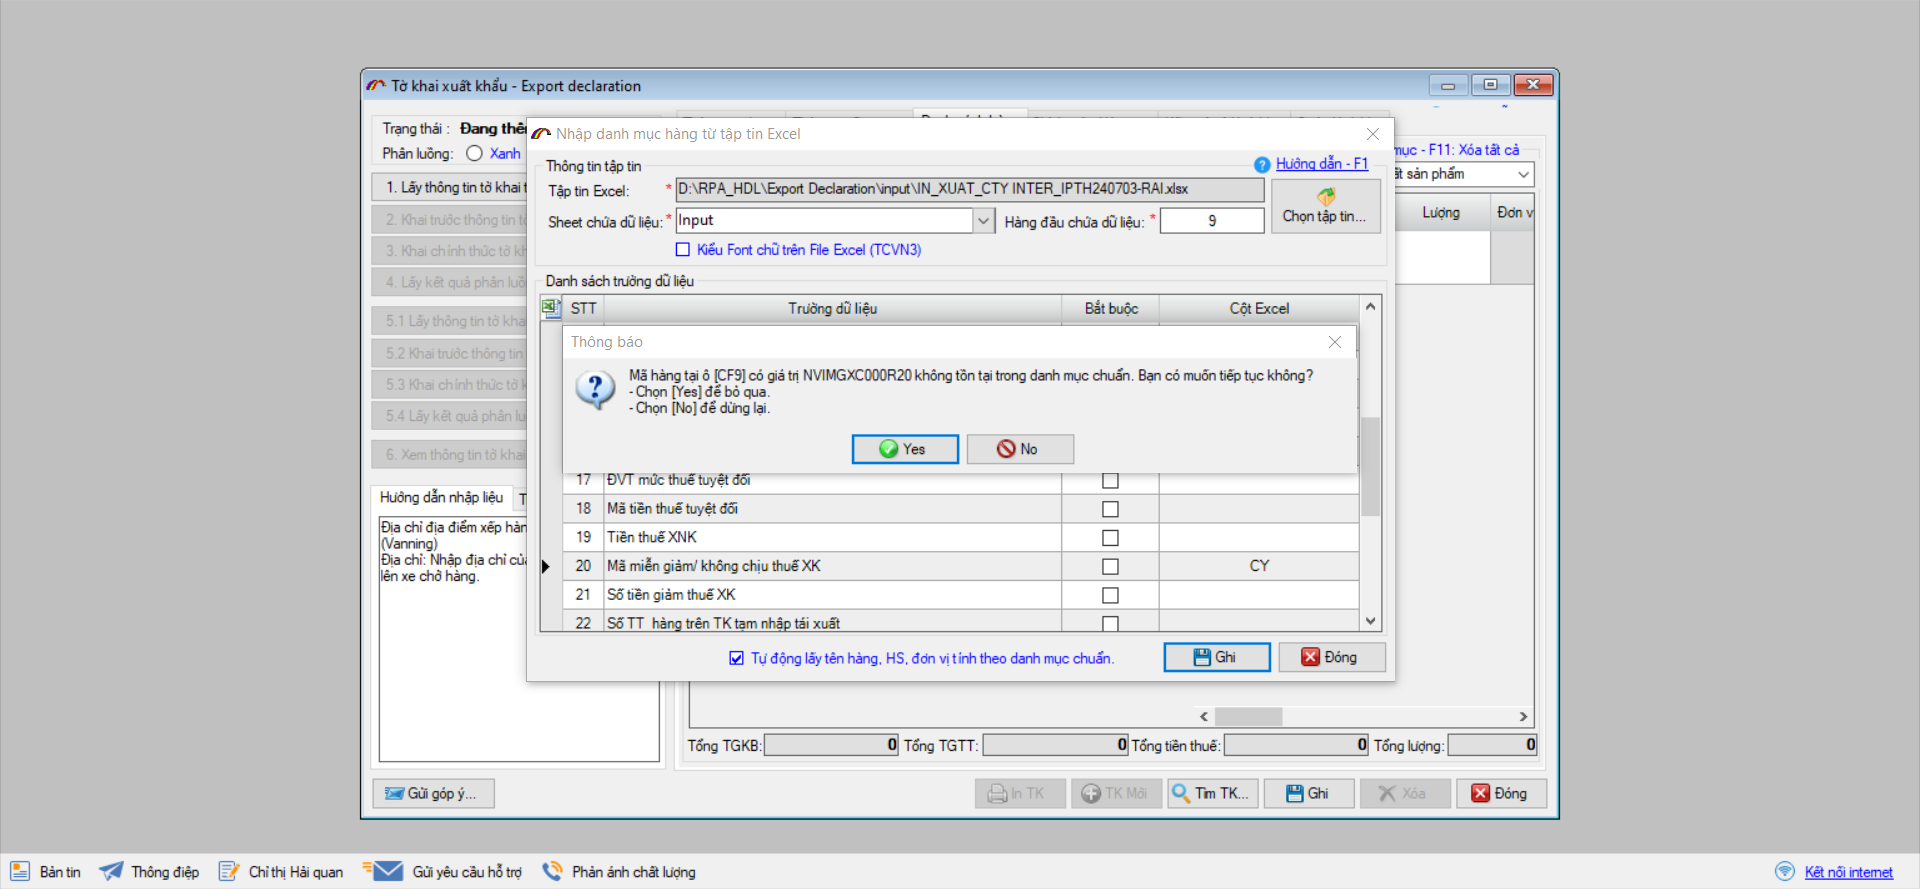 Tờ khai xuất khẩu - Export declaration
Trạng thái :
Phân luồng:
Xanh
1. Lấy thông tin tờ khai
2. Khai trước thông tin
3. Khai chính thức tờ
4. Lấy kết quả phân
5.1 Lấy thông tin tờ
5.2 Khai trước thông tin
5.3 Khai chính thức tờ
5.4 Lấy kết quả phân
6. Xem thông tin tờ khai
Hướng dẫn nhập liệu
Địa chỉ địa điểm xếp
(Vanning)
Địa chỉ: Nhập địa chỉ
lên xe chở hàng.
Gửi góp ý...
Nhập danh mục hàng từ tập tin Excel
Thông tin tập tin
Hướng dẫn - F1
Tập tin Excel: *
D:\RPA_HDL\Export Declaration\input\IN_XUAT_CTY INTER_IPTH240703-RAI.xlsx
Chọn tập tin...
Sheet chứa dữ liệu: *
Input
Hàng đầu chứa dữ liệu: *
9
Kiểu Font chữ trên File Excel (TCVN3)
Danh sách trường dữ liệu
STT Trường dữ liệu Bắt buộc Cột Excel
Thông báo
Mã hàng tại ô [CF9] có giá trị NVIMGXC000R20 không tồn tại trong danh mục chuẩn. Bạn có muốn tiếp tục không?
- Chọn [Yes] để bỏ qua.
- Chọn [No] để dừng lại.
Yes No
17 ĐVT mức thuế tuyệt đối
18 Mã tiền thuế tuyệt đối
19 Tiền thuế XNK
20 Mã miễn giảm/ không chịu thuế XK CY
21 Số tiền giảm thuế XK
22 Số TT hàng trên TK tạm nhập tái xuất
Tự động lấy tên hàng, HS, đơn vị tính theo danh mục chuẩn.
Ghi Đóng
mục - F11: Xóa tất cả
sản phẩm
Lượng Đơn
Tổng TGKB: 0 Tổng TGTT: 0 Tổng tiền thuế: 0 Tổng lượng: 0
In TK TK Mới Tìm TK... Ghi Xóa Đóng
Bản tin Thông điệp Chỉ thị Hải quan Gửi yêu cầu hỗ trợ Phản ánh chất lượng Kết nối internet